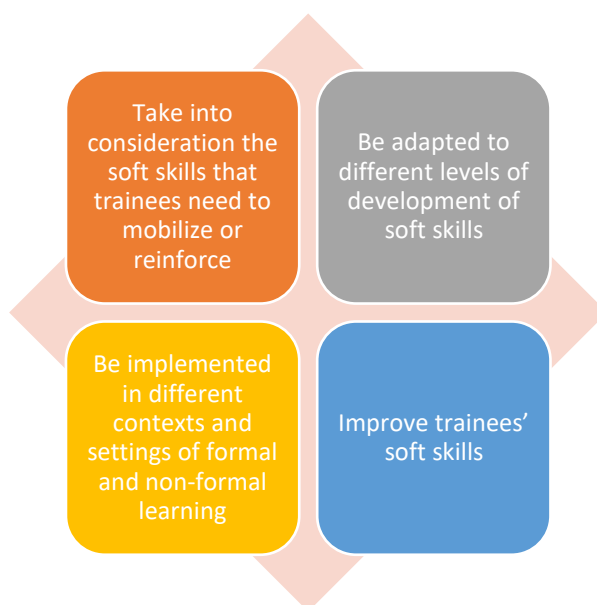 Take into
consideration the
soft skills that
trainees need to
mobilize or
reinforce
Be adapted to
different levels of
development of
soft skills
Be implemented
in different
contexts and
settings of formal
and non-formal
learning
Improve trainees’
soft skills